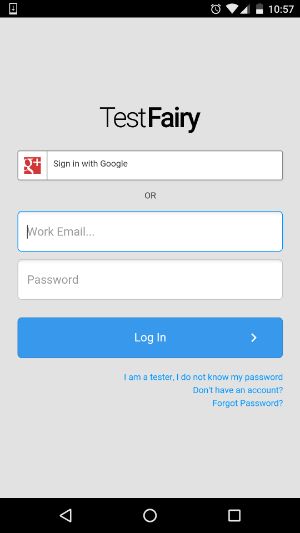 10:57
TestFairy
g+ Sign in with Google
OR
Work Email...
Password
Log In
I am a tester, I do not know my password
Don't have an account?
Forgot Password?